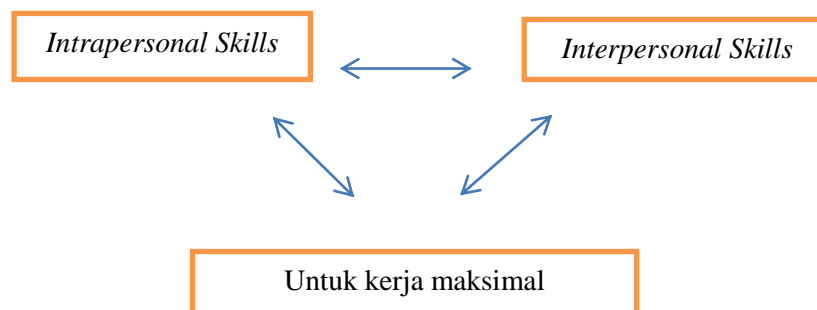 Intrapersonal Skills
Interpersonal Skills
Untuk kerja maksimal